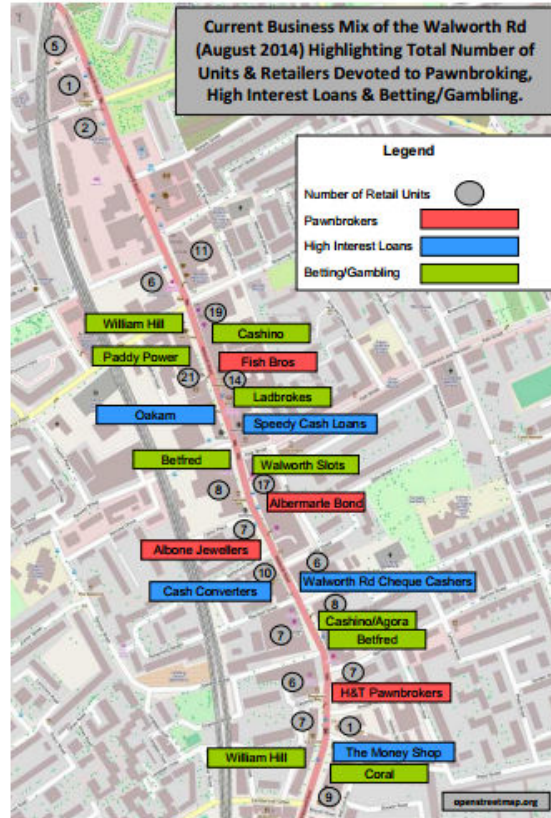 Current Business Mix of the Walworth Rd
(August 2014) Highlighting Total Number of
Units & Retailers Devoted to Pawnbroking,
High Interest Loans & Betting/Gambling.
Legend
Number of Retail Units
Pawnbrokers
High Interest Loans
Betting/Gambling
5
1
2
11
6
19
William Hill
Cashino
Paddy Power
Fish Bros
21
14
Ladbrokes
Oakam
Speedy Cash Loans
Betfred
Walworth Slots
8
17
Albermarle Bond
7
Albone Jewellers
6
10
Walworth Rd Cheque Cashers
Cash Converters
8
Cashino/Agora
7
Betfred
7
6
H&T Pawnbrokers
7
1
The Money Shop
William Hill
Coral
9
openstreetmap.org